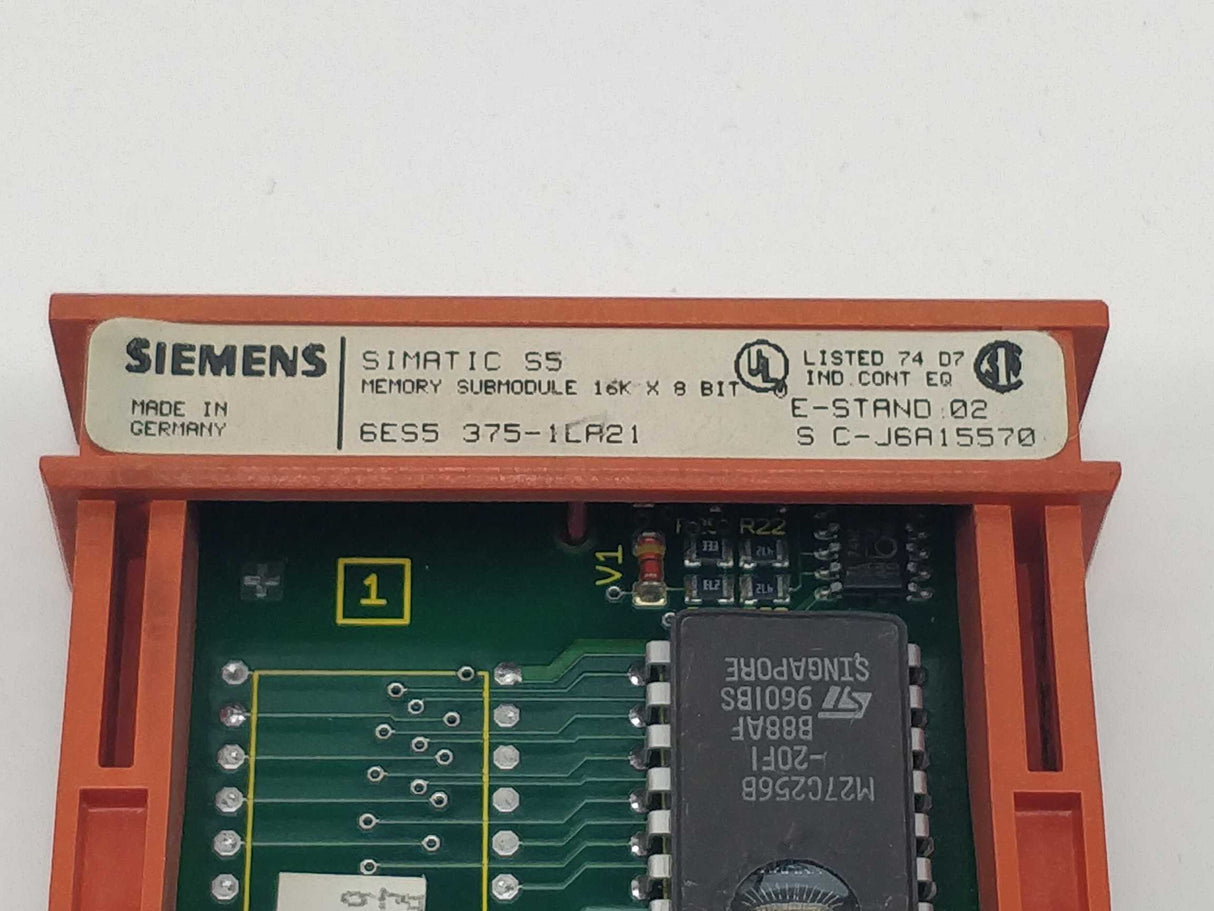 SIEMENS
MADE IN
GERMANY
SIMATIC S5
MEMORY SUBMODULE 16K X 8 BIT
6ES5 375-1LA21
UL
LISTED 74 D7
IND.CONT EQ
E-STAND:02
S C-J6A15570
1
V1
R22
SINGAPORE
9601BS
B88AF
-20F1
M27C256B